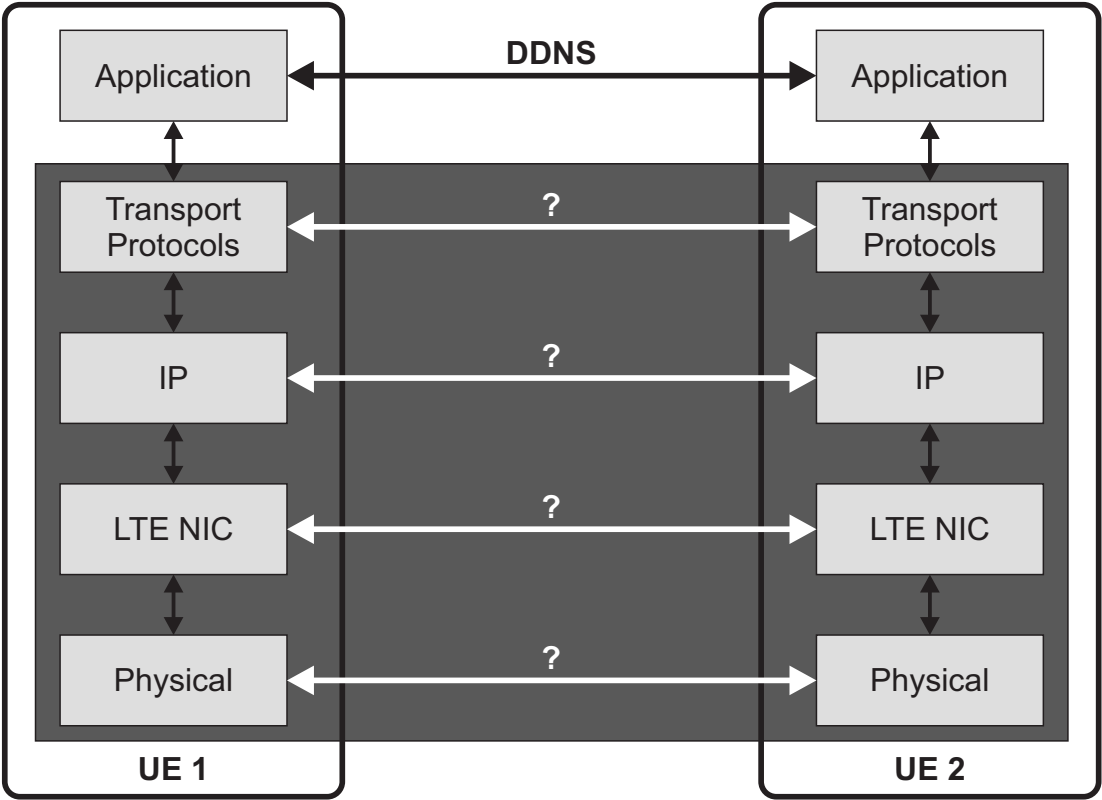 DDNS
Application
Application
?
Transport
Protocols
Transport
Protocols
?
IP
IP
?
LTE NIC
LTE NIC
?
Physical
Physical
UE 1
UE 2